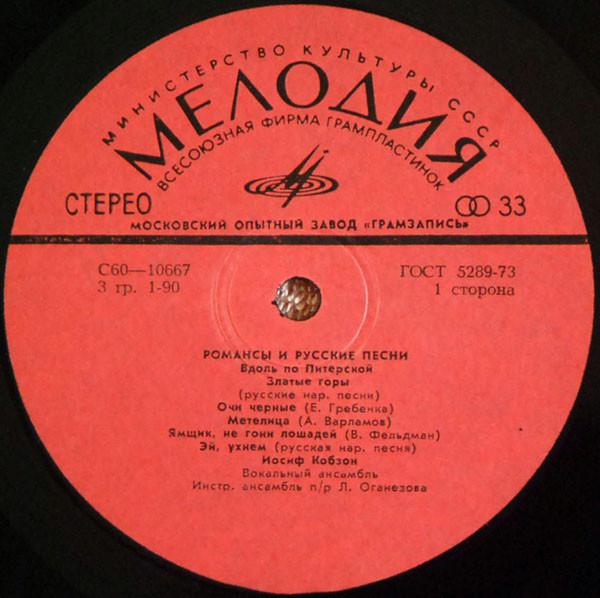 МИНИСТЕРСТВО КУЛЬТУРЫ СССР
МЕЛОДИЯ
ВСЕСОЮЗНАЯ ФИРМА ГРАМПЛАСТИНОК
СТЕРЕО
33
МОСКОВСКИЙ ОПЫТНЫЙ ЗАВОД «ГРАМЗАПИСЬ»
С60—10667
ГОСТ 5289-73
3 гр. 1-90
1 сторона
РОМАНСЫ И РУССКИЕ ПЕСНИ
Вдоль по Питерской
Златые горы
(русские нар. песни)
Очи черные (Е. Гребенка)
Метелица (А. Варламов)
Ямщик, не гони лошадей (В. Фельдман)
Эй, ухнем (русская нар. песня)
Иосиф Кобзон
Вокальный ансамбль
Инстр. ансамбль п/р Л. Оганезова